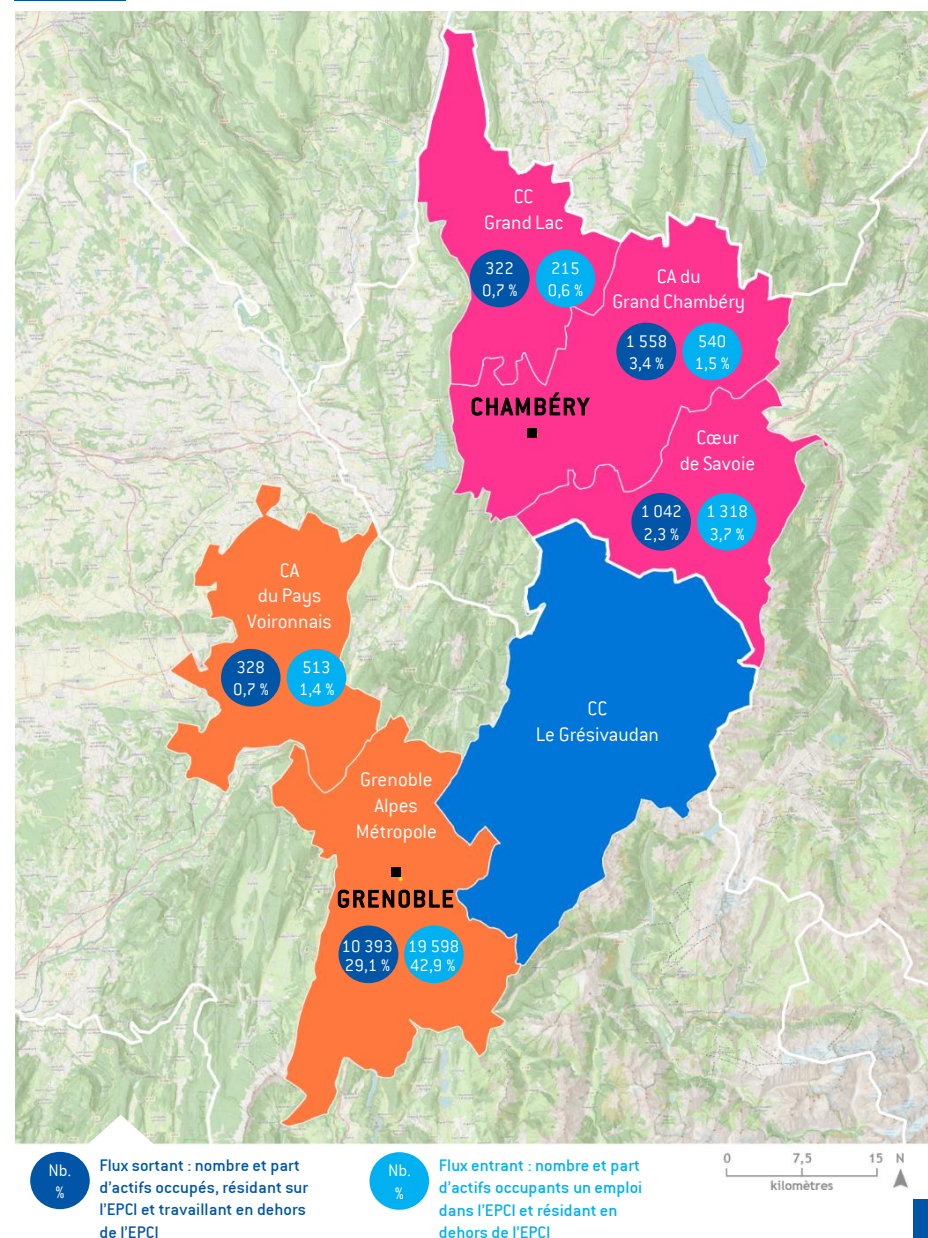 CC
Grand Lac
322
0,7 %
215
0,6 %
CA du
Grand Chambéry
1 558
3,4 %
540
1,5 %
CHAMBÉRY
Cœur
de Savoie
1 042
2,3 %
1 318
3,7 %
CA
du Pays
Voironnais
328
0,7 %
513
1,4 %
CC
Le Grésivaudan
Grenoble
Alpes
Métropole
GRENOBLE
10 393
29,1 %
19 598
42,9 %
Nb.
%
Flux sortant : nombre et part
d'actifs occupés, résidant sur
l'EPCI et travaillant en dehors
de l'EPCI
Nb.
%
Flux entrant : nombre et part
d'actifs occupants un emploi
dans l'EPCI et résidant en
dehors de l'EPCI
0 7,5 15 N
kilomètres